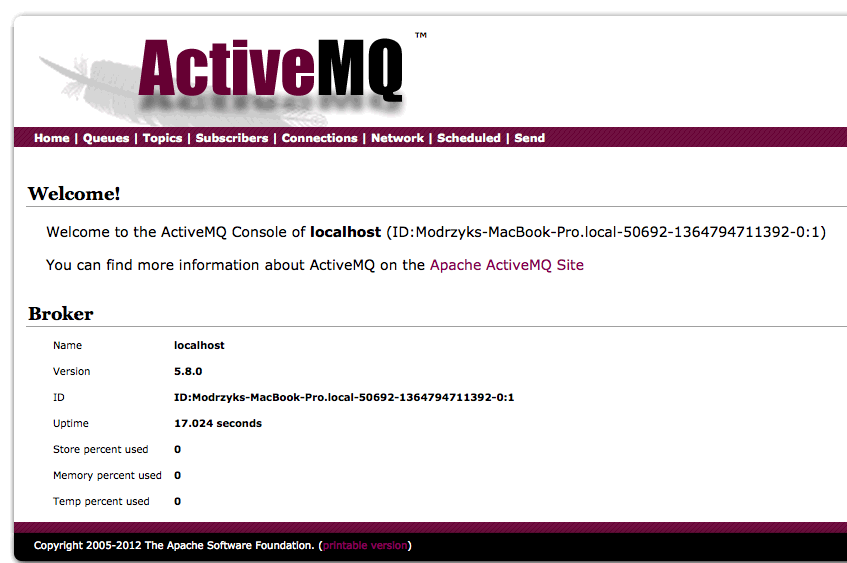 ActiveMQ ™
Home | Queues | Topics | Subscribers | Connections | Network | Scheduled | Send
Welcome!
Welcome to the ActiveMQ Console of localhost (ID:Modrzyks-MacBook-Pro.local-50692-1364794711392-0:1)
You can find more information about ActiveMQ on the Apache ActiveMQ Site
Broker
Name localhost
Version 5.8.0
ID ID:Modrzyks-MacBook-Pro.local-50692-1364794711392-0:1
Uptime 17.024 seconds
Store percent used 0
Memory percent used 0
Temp percent used 0
Copyright 2005-2012 The Apache Software Foundation. (printable version)